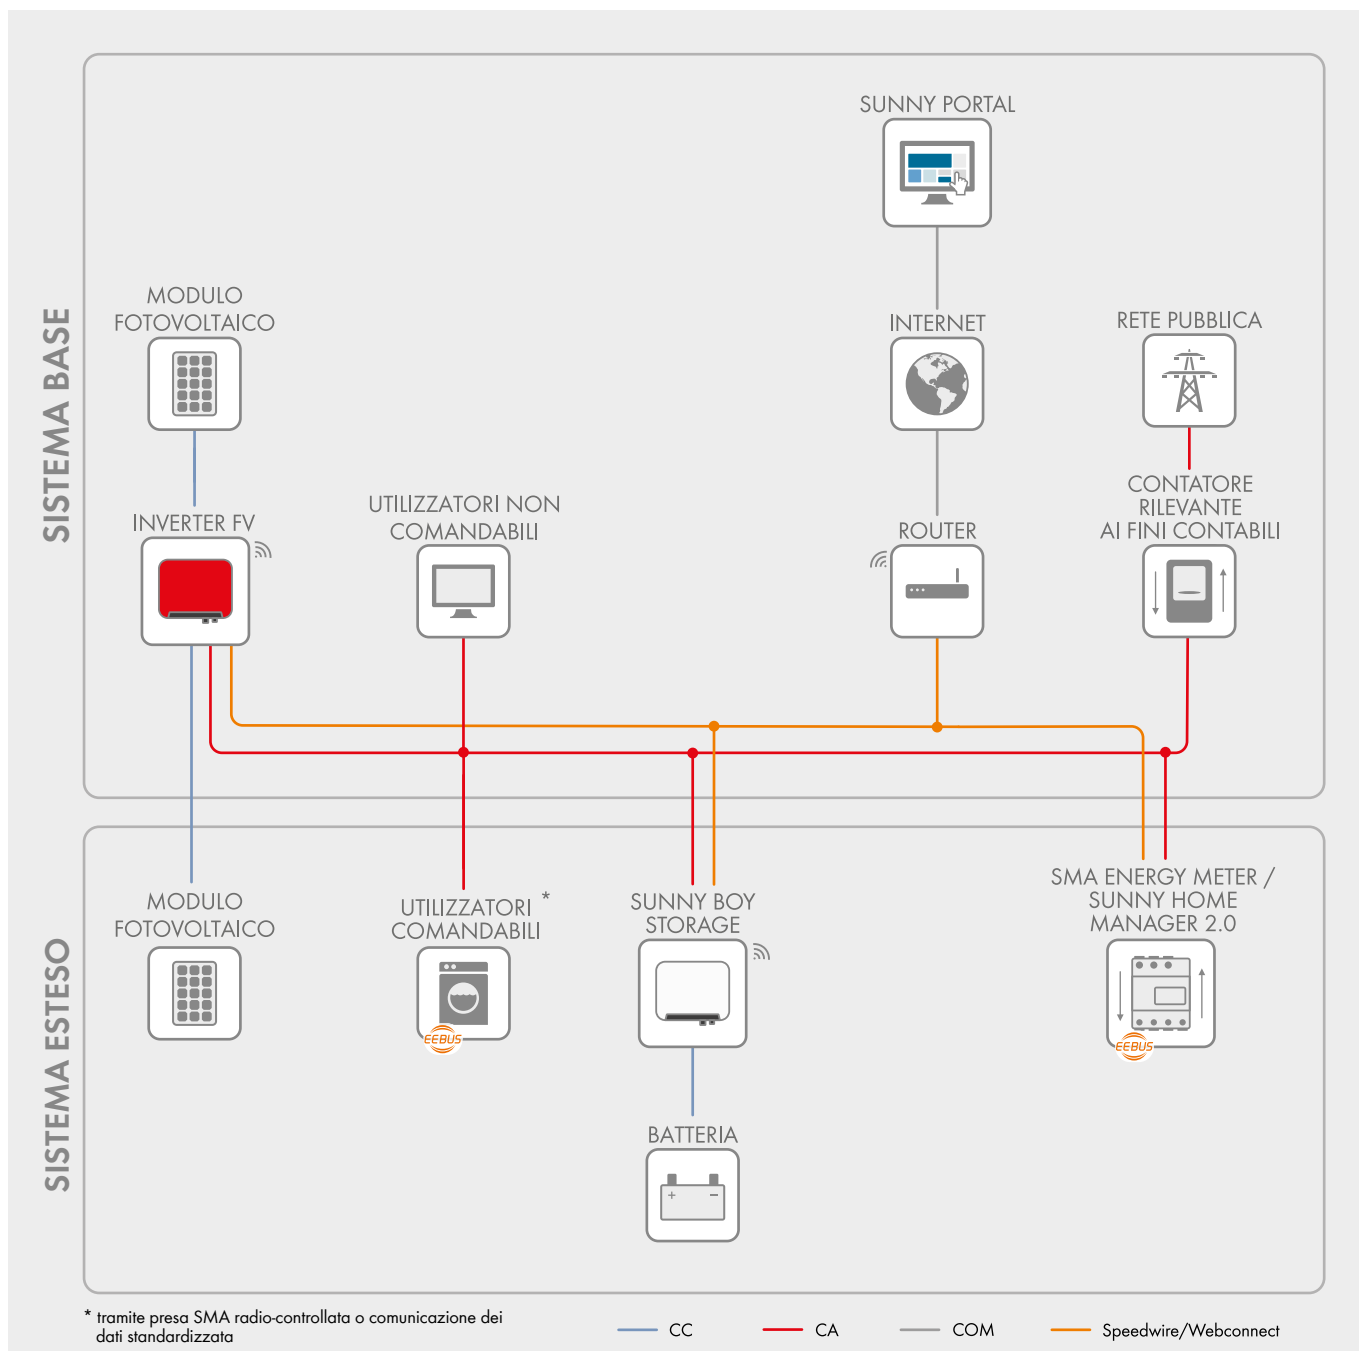 SUNNY PORTAL
MODULO
FOTOVOLTAICO
INTERNET
RETE PUBBLICA
SISTEMA BASE
INVERTER FV
UTILIZZATORI NON
COMANDABILI
ROUTER
CONTATORE
RILEVANTE
AI FINI CONTABILI
SISTEMA ESTESO
MODULO
FOTOVOLTAICO
UTILIZZATORI *
COMANDABILI
EEBUS
SUNNY BOY
STORAGE
SMA ENERGY METER /
SUNNY HOME
MANAGER 2.0
EEBUS
BATTERIA
+ −
* tramite presa SMA radio-controllata o comunicazione dei
dati standardizzata
CC
CA
COM
Speedwire/Webconnect